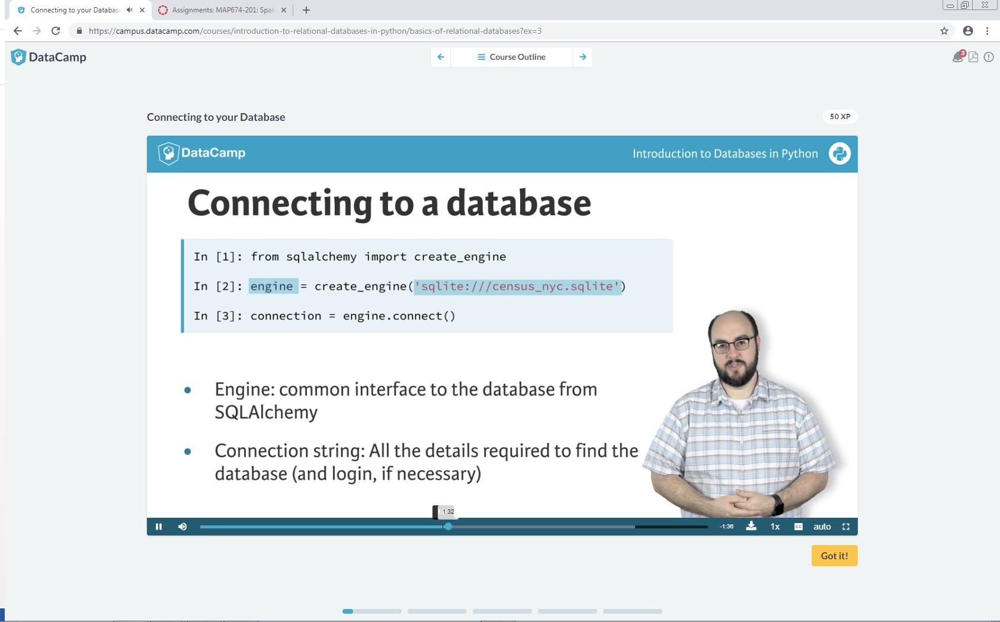 Connecting to your Database
Assignments: MAP674-201: Spat
https://campus.datacamp.com/courses/introduction-to-relational-databases-in-python/basics-of-relational-databases?ex=3
DataCamp
Course Outline
3
Connecting to your Database
50 XP
DataCamp
Introduction to Databases in Python
Connecting to a database
In [1]: from sqlalchemy import create_engine
In [2]: engine = create_engine('sqlite:///census_nyc.sqlite')
In [3]: connection = engine.connect()
• Engine: common interface to the database from
SQLAlchemy
• Connection string: All the details required to find the
database (and login, if necessary)
1:32
-1:36
1x
CC
auto
Got it!